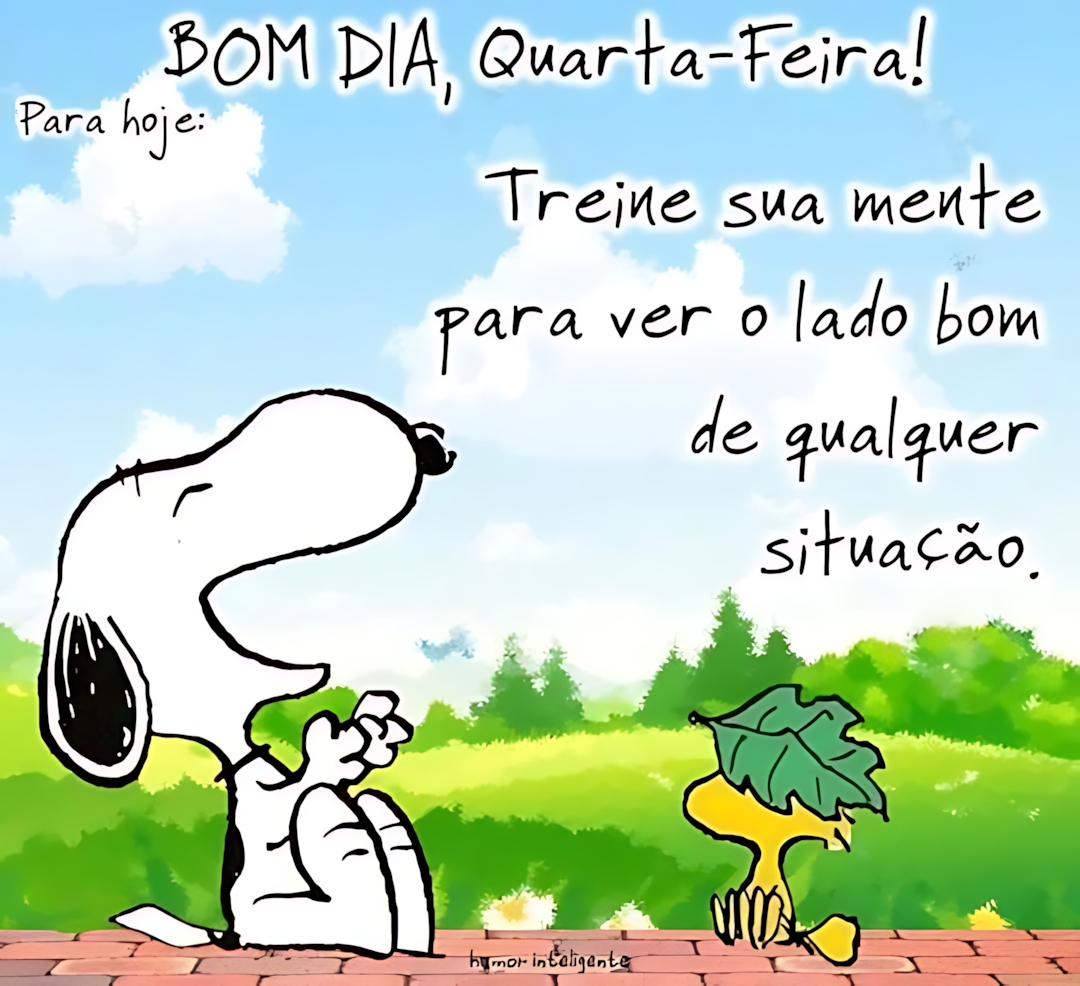 BOM DIA, Quarta-Feira!
Para hoje:
Treine sua mente
para ver o lado bom
de qualquer
situação.
humor inteligente